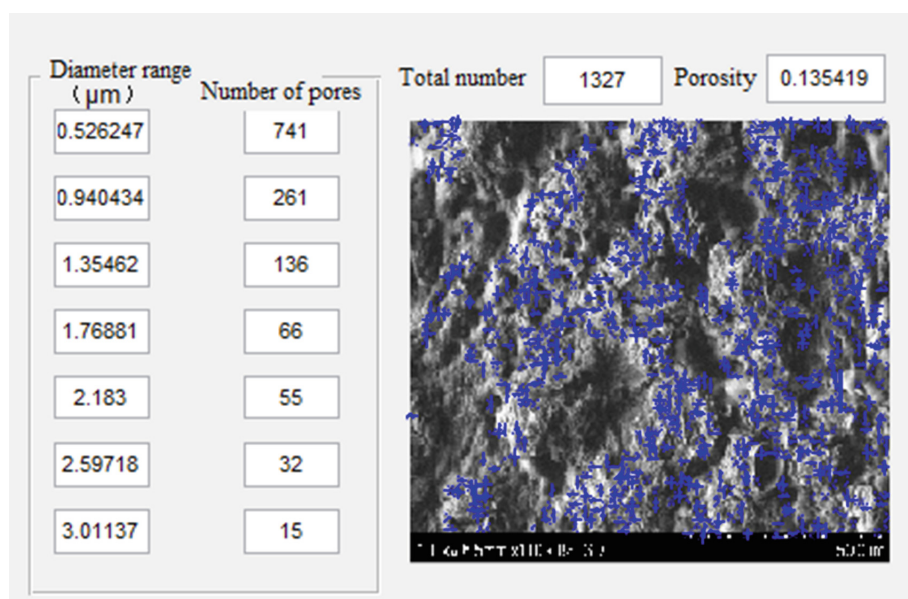 Diameter range
(μm)
Number of pores
0.526247 741
0.940434 261
1.35462 136
1.76881 66
2.183 55
2.59718 32
3.01137 15
Total number 1327 Porosity 0.135419